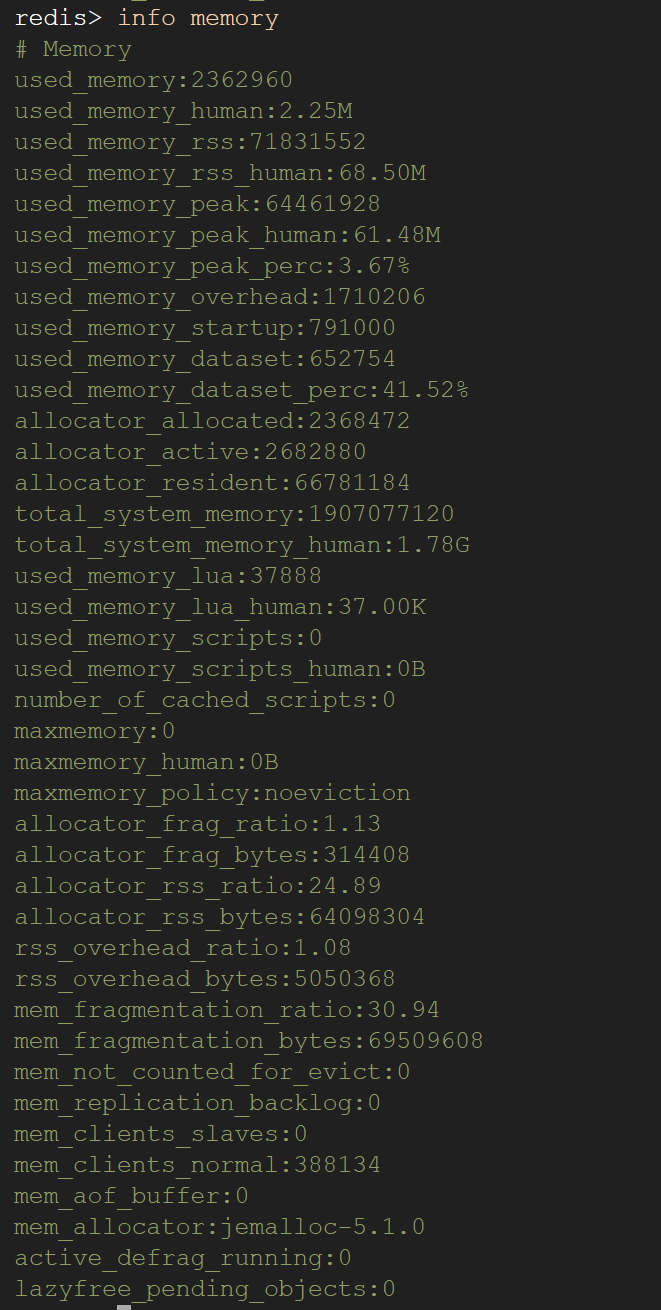 redis> info memory
# Memory
used_memory:2362960
used_memory_human:2.25M
used_memory_rss:71831552
used_memory_rss_human:68.50M
used_memory_peak:64461928
used_memory_peak_human:61.48M
used_memory_peak_perc:3.67%
used_memory_overhead:1710206
used_memory_startup:791000
used_memory_dataset:652754
used_memory_dataset_perc:41.52%
allocator_allocated:2368472
allocator_active:2682880
allocator_resident:66781184
total_system_memory:1907077120
total_system_memory_human:1.78G
used_memory_lua:37888
used_memory_lua_human:37.00K
used_memory_scripts:0
used_memory_scripts_human:0B
number_of_cached_scripts:0
maxmemory:0
maxmemory_human:0B
maxmemory_policy:noeviction
allocator_frag_ratio:1.13
allocator_frag_bytes:314408
allocator_rss_ratio:24.89
allocator_rss_bytes:64098304
rss_overhead_ratio:1.08
rss_overhead_bytes:5050368
mem_fragmentation_ratio:30.94
mem_fragmentation_bytes:69509608
mem_not_counted_for_evict:0
mem_replication_backlog:0
mem_clients_slaves:0
mem_clients_normal:388134
mem_aof_buffer:0
mem_allocator:jemalloc-5.1.0
active_defrag_running:0
lazyfree_pending_objects:0